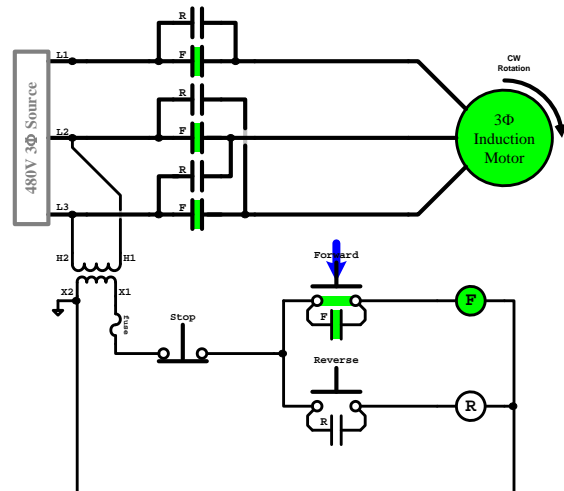 R
L1
F
CW
Rotation
R
480V 3Φ Source
L2
F
3Φ
Induction
Motor
R
L3
F
H2
H1
Forward
X2
X1
F
fuse
Stop
F
Reverse
R
R